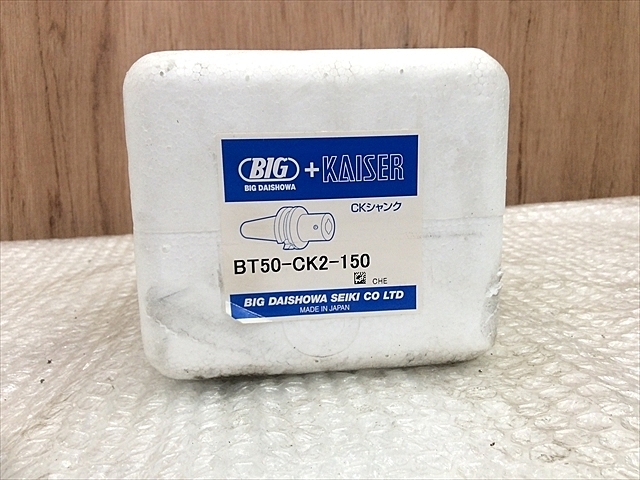 BIG + KAISER
BIG DAISHOWA
CKシャンク
BT50-CK2-150
CHE
BIG DAISHOWA SEIKI CO LTD
MADE IN JAPAN